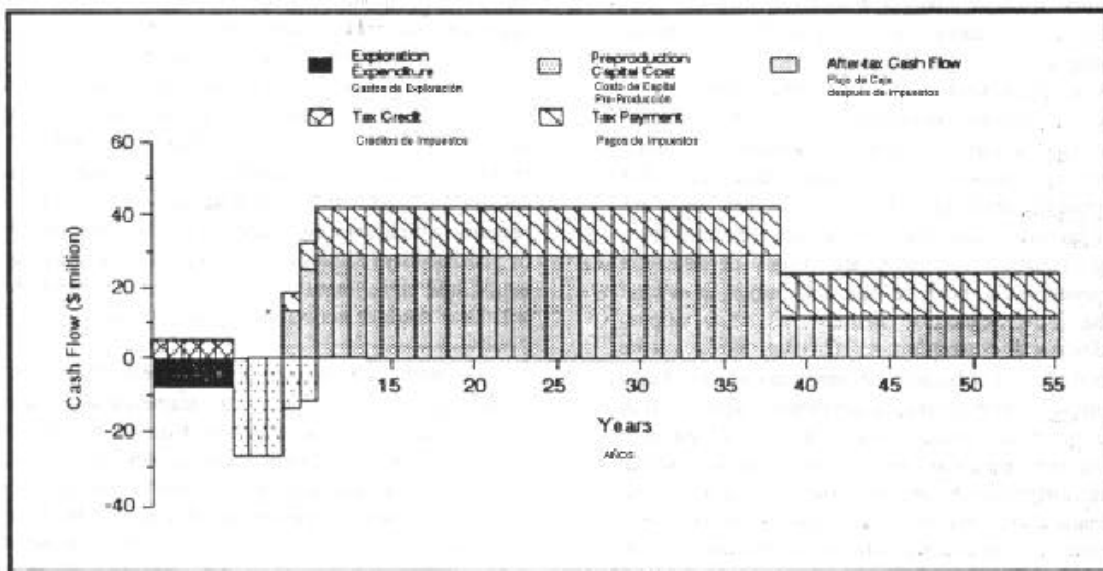 Exploration
Expenditure
Gastos de Exploración
Preproduction
Capital Cost
Costo de Capital
Pre-Producción
After-tax Cash Flow
Flujo de Caja
después de Impuestos
Tax Credit
Créditos de Impuestos
Tax Payment
Pagos de Impuestos
Cash Flow ($ million)
60
40
20
0
-20
-40
15
20
25
30
35
40
45
50
55
Years
AÑOS